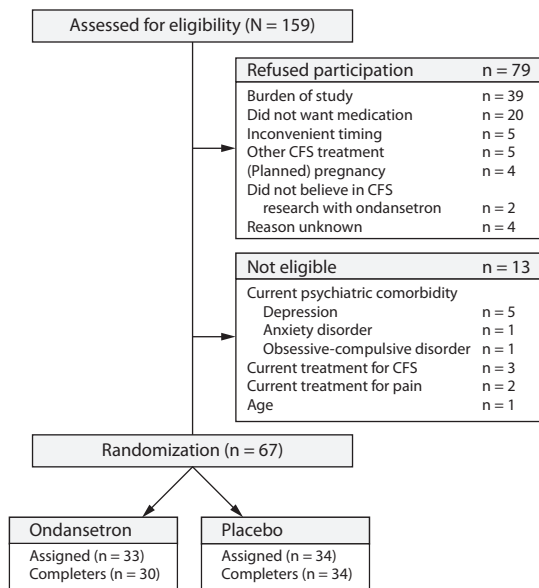 Assessed for eligibility (N = 159)
Refused participation n = 79
Burden of study n = 39
Did not want medication n = 20
Inconvenient timing n = 5
Other CFS treatment n = 5
(Planned) pregnancy n = 4
Did not believe in CFS
research with ondansetron n = 2
Reason unknown n = 4
Not eligible n = 13
Current psychiatric comorbidity
Depression n = 5
Anxiety disorder n = 1
Obsessive-compulsive disorder n = 1
Current treatment for CFS n = 3
Current treatment for pain n = 2
Age n = 1
Randomization (n = 67)
Ondansetron
Assigned (n = 33)
Completers (n = 30)
Placebo
Assigned (n = 34)
Completers (n = 34)